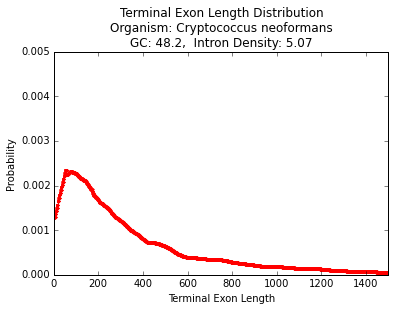 Terminal Exon Length Distribution
Organism: Cryptococcus neoformans
GC: 48.2,  Intron Density: 5.07
0.005
0.004
0.003
0.002
0.001
0.000
Probability
0 200 400 600 800 1000 1200 1400
Terminal Exon Length